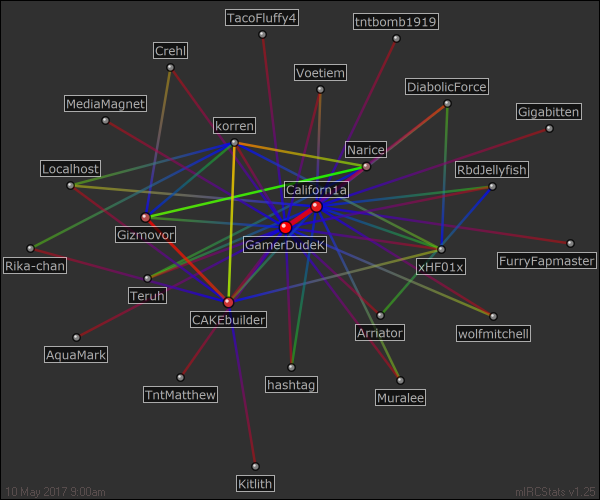 TacoFluffy4
tntbomb1919
Crehl
Voetiem
DiabolicForce
MediaMagnet
Gigabitten
korren
Narice
Localhost
RbdJellyfish
Californ1a
Gizmovor
GamerDudeK
Rika-chan
xHF01x
FurryFapmaster
Teruh
CAKEbuilder
Arriator
wolfmitchell
AquaMark
TntMatthew
hashtag
Muralee
Kitlith
10 May 2017 9:00am
mIRCStats v1.25